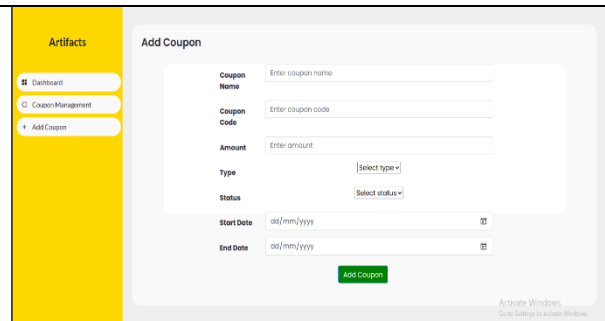 Artifacts
Dashboard
Coupon Management
+ Add Coupon
Add Coupon
Coupon Name
Enter coupon name
Coupon Code
Enter coupon code
Amount
Enter amount
Type
Select type
Status
Select status
Start Date
dd/mm/yyyy
End Date
dd/mm/yyyy
Add Coupon
Activate Windows
Go to Settings to activate Windows.